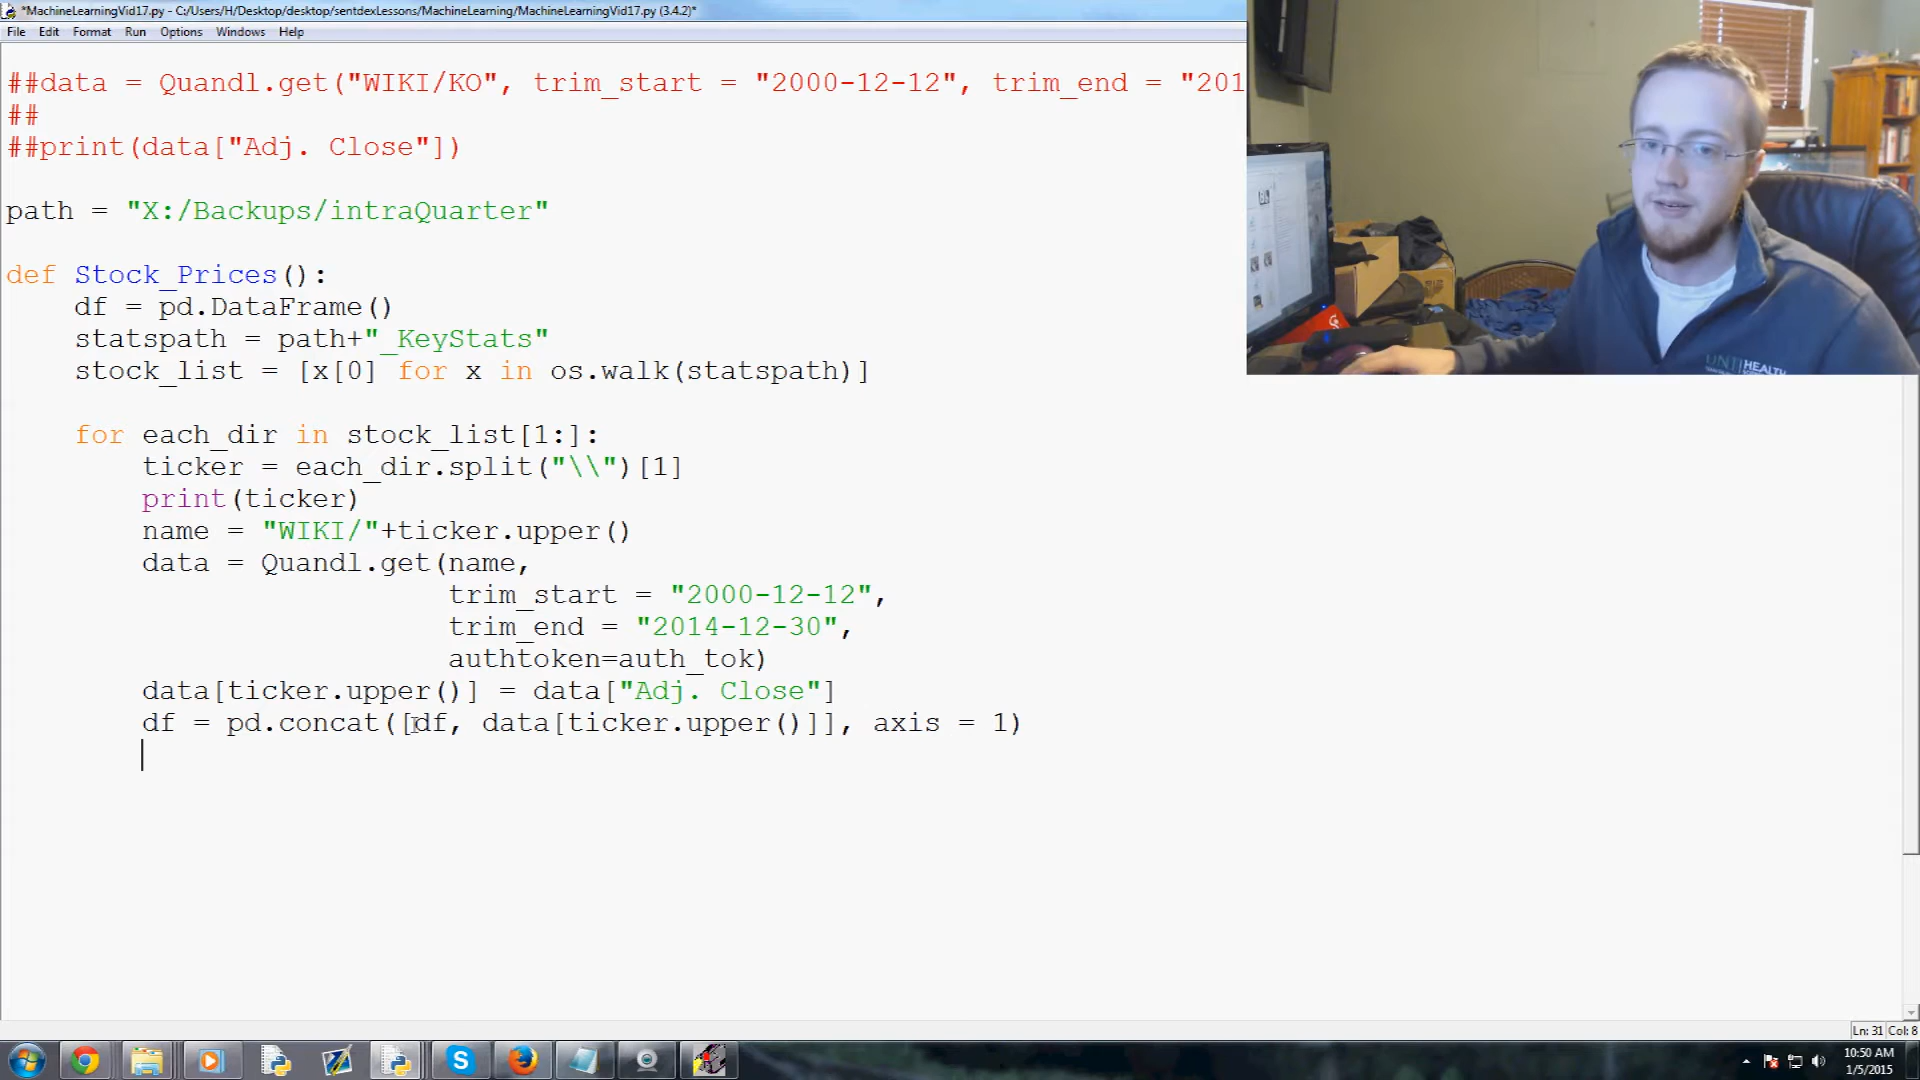 *MachineLearningVid17.py - C:/Users/H/Desktop/desktop/sentdexLessons/MachineLearning/MachineLearningVid17.py (3.4.2)*
File Edit Format Run Options Windows Help
##data = Quandl.get("WIKI/KO", trim_start = "2000-12-12", trim_end = "201
##
##print(data["Adj. Close"])
path = "X:/Backups/intraQuarter"
def Stock_Prices():
    df = pd.DataFrame()
    statspath = path+"_KeyStats"
    stock_list = [x[0] for x in os.walk(statspath)]
    for each_dir in stock_list[1:]:
        ticker = each_dir.split("\\")[1]
        print(ticker)
        name = "WIKI/"+ticker.upper()
        data = Quandl.get(name,
                          trim_start = "2000-12-12",
                          trim_end = "2014-12-30",
                          authtoken=auth_tok)
        data[ticker.upper()] = data["Adj. Close"]
        df = pd.concat([df, data[ticker.upper()]], axis = 1)
UNT HEALTH
Ln: 31 Col: 8
10:50 AM
1/5/2015